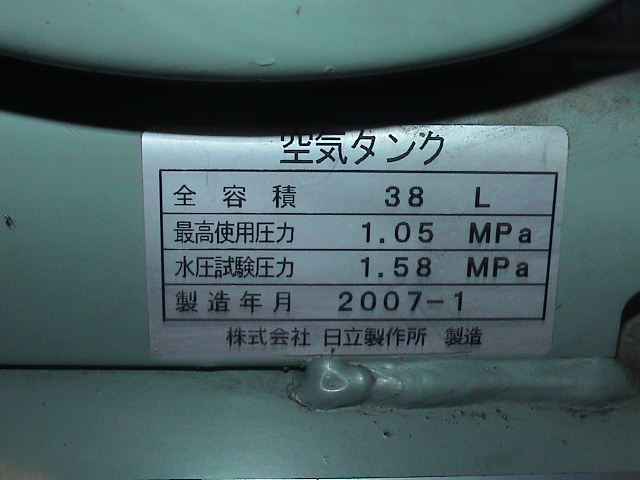 空気タンク
全容積 38 L
最高使用圧力 1.05 MPa
水圧試験圧力 1.58 MPa
製造年月 2007-1
株式会社 日立製作所 製造